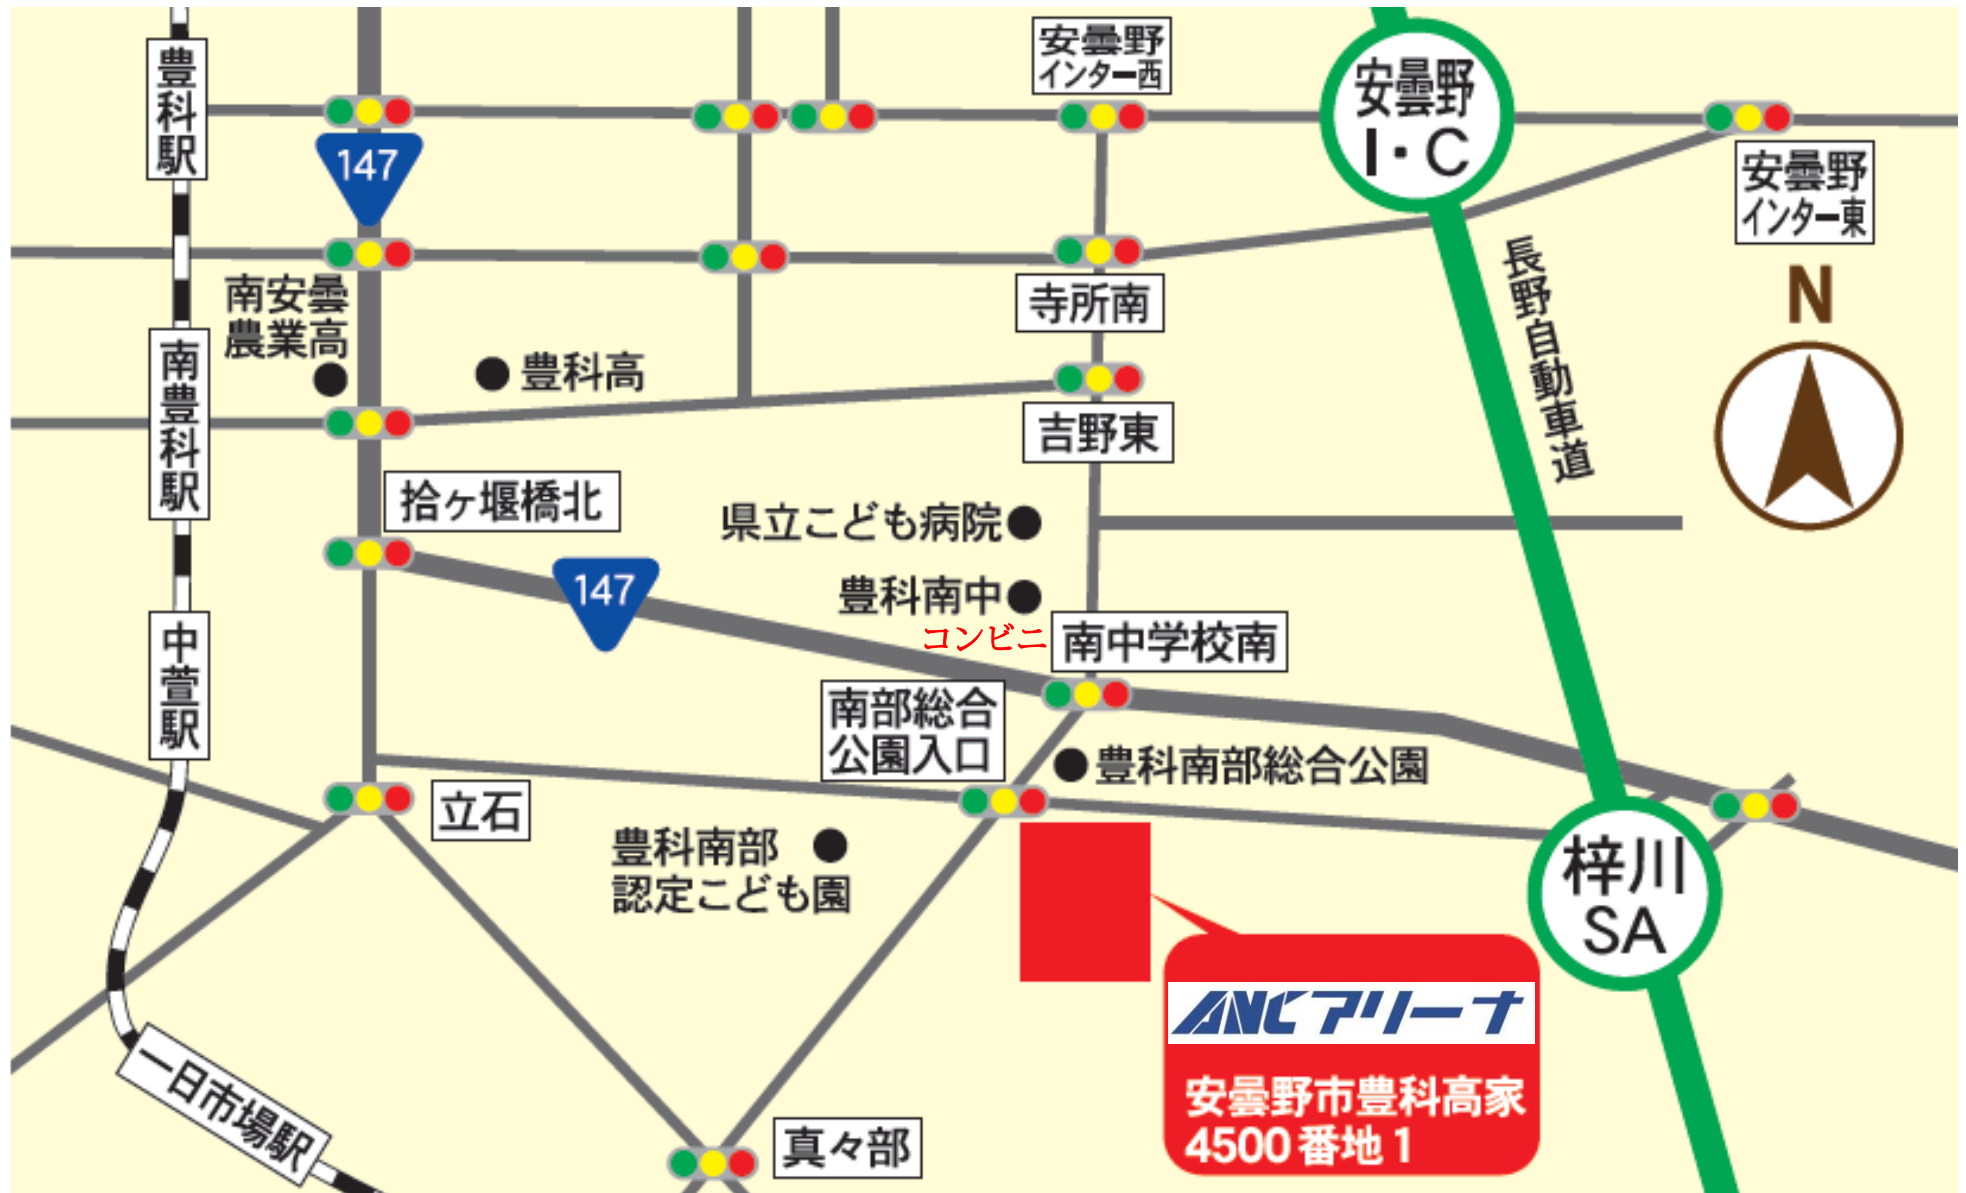 豊科駅
147
安曇野
インター西
安曇野
I・C
安曇野
インター東
長野自動車道
N
南安曇
農業高
豊科高
寺所南
吉野東
南豊科駅
拾ヶ堰橋北
147
県立こども病院
豊科南中
コンビニ
南中学校南
中萱駅
南部総合
公園入口
豊科南部総合公園
立石
豊科南部
認定こども園
梓川
SA
ANCアリーナ
安曇野市豊科高家
4500番地1
一日市場駅
真々部